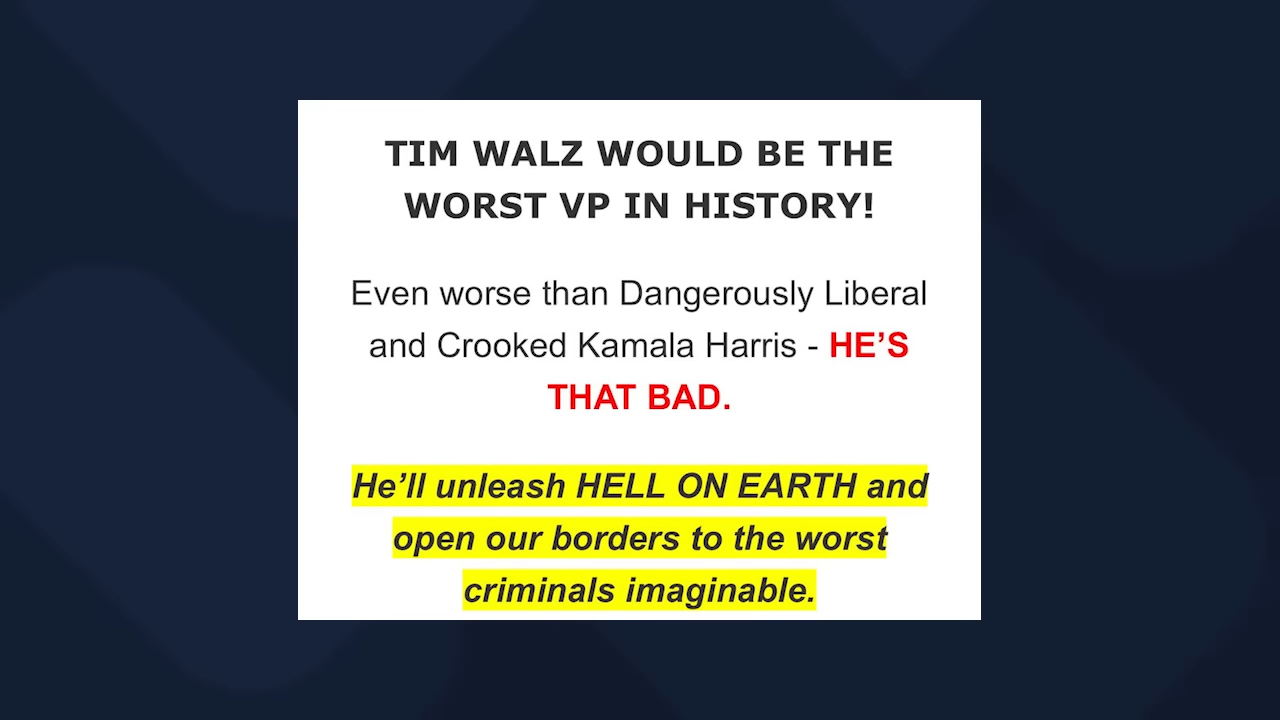 TIM WALZ WOULD BE THE
WORST VP IN HISTORY!
Even worse than Dangerously Liberal
and Crooked Kamala Harris - HE’S
THAT BAD.
He’ll unleash HELL ON EARTH and
open our borders to the worst
criminals imaginable.